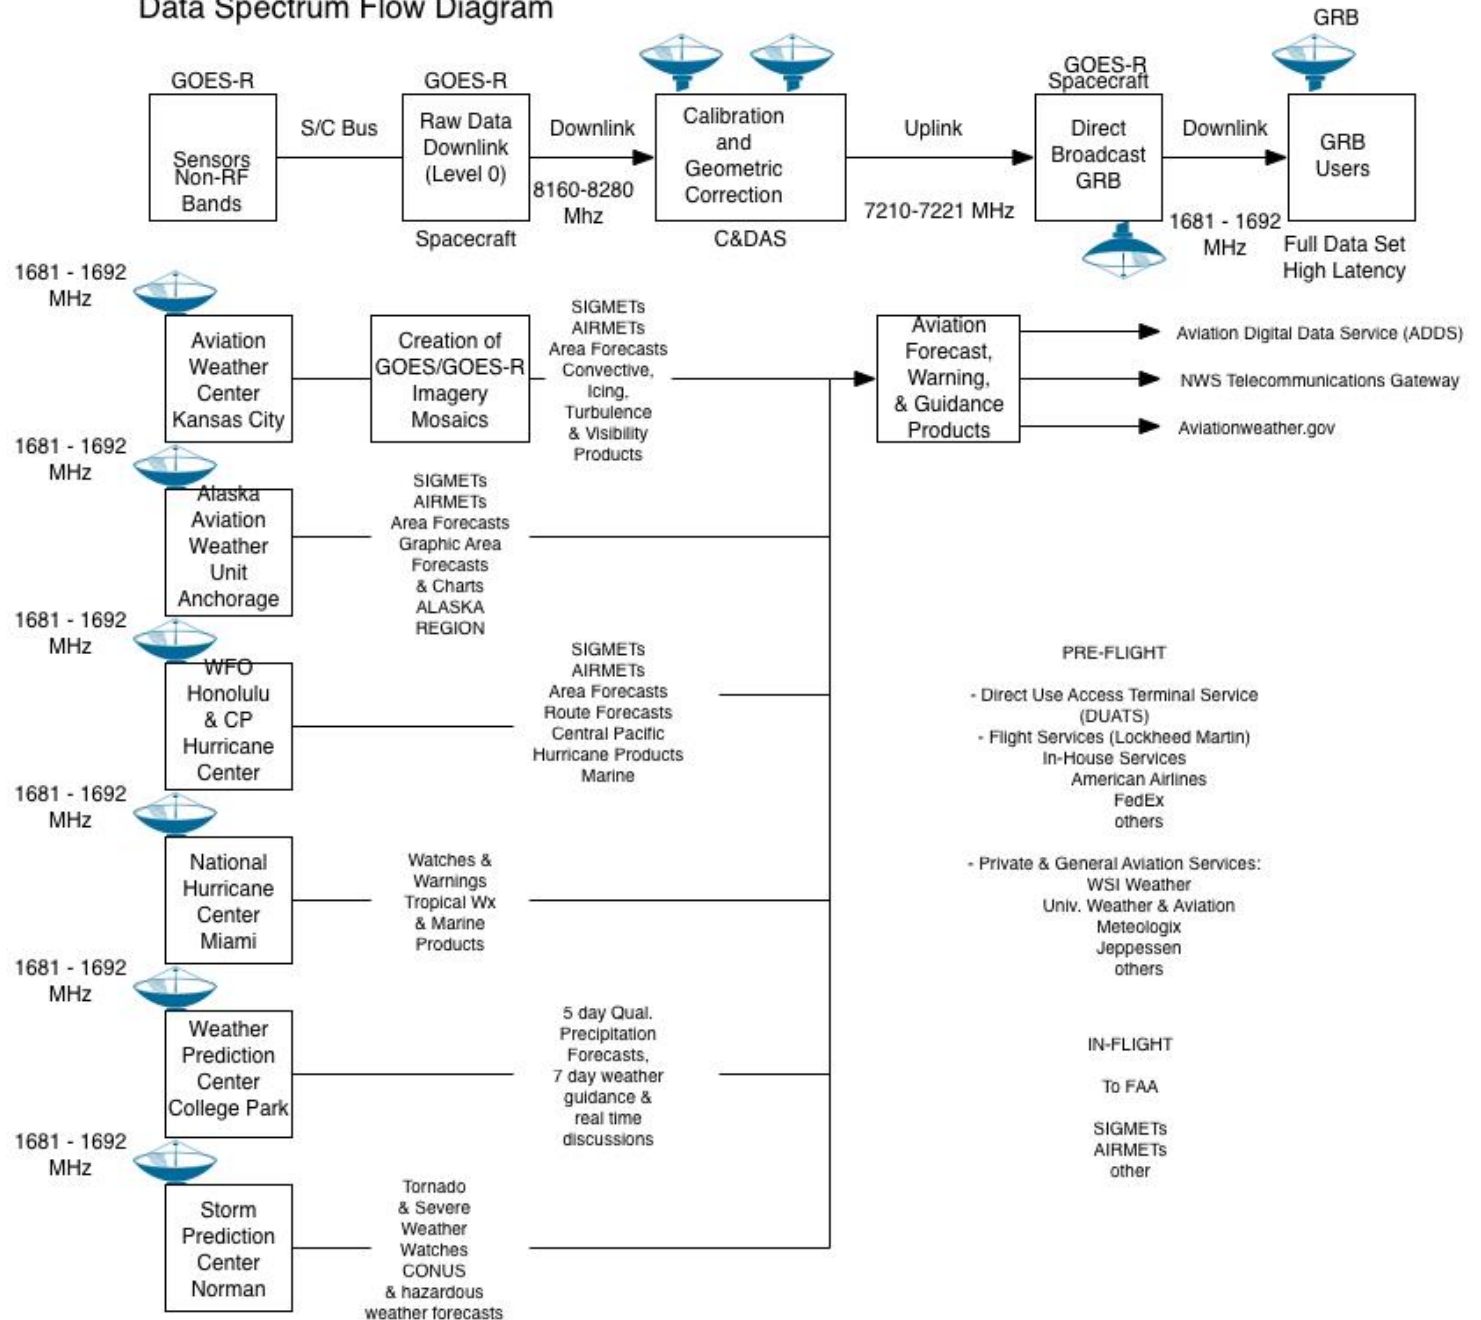 Data Spectrum Flow Diagram
GRB
GOES-R
GOES-R
GOES-R
Spacecraft
Sensors
Non-RF
Bands
S/C Bus
Raw Data
Downlink
(Level 0)
Spacecraft
Downlink
8160-8280
Mhz
Calibration
and
Geometric
Correction
C&DAS
Uplink
7210-7221 MHz
Direct
Broadcast
GRB
Downlink
1681 - 1692
MHz
GRB
Users
Full Data Set
High Latency
1681 - 1692
MHz
Aviation
Weather
Center
Kansas City
Creation of
GOES/GOES-R
Imagery
Mosaics
SIGMETs
AIRMETs
Area Forecasts
Convective,
Icing,
Turbulence
& Visibility
Products
Aviation
Forecast,
Warning,
& Guidance
Products
Aviation Digital Data Service (ADDS)
NWS Telecommunications Gateway
Aviationweather.gov
1681 - 1692
MHz
Alaska
Aviation
Weather
Unit
Anchorage
SIGMETs
AIRMETs
Area Forecasts
Graphic Area
Forecasts
& Charts
ALASKA
REGION
1681 - 1692
MHz
WFO
Honolulu
& CP
Hurricane
Center
SIGMETs
AIRMETs
Area Forecasts
Route Forecasts
Central Pacific
Hurricane Products
Marine
1681 - 1692
MHz
National
Hurricane
Center
Miami
Watches &
Warnings
Tropical Wx
& Marine
Products
1681 - 1692
MHz
Weather
Prediction
Center
College Park
5 day Qual.
Precipitation
Forecasts,
7 day weather
guidance &
real time
discussions
1681 - 1692
MHz
Storm
Prediction
Center
Norman
Tornado
& Severe
Weather
Watches
CONUS
& hazardous
weather forecasts
PRE-FLIGHT
- Direct Use Access Terminal Service
(DUATS)
- Flight Services (Lockheed Martin)
In-House Services
American Airlines
FedEx
others
- Private & General Aviation Services:
WSI Weather
Univ. Weather & Aviation
Meteologix
Jeppessen
others
IN-FLIGHT
To FAA
SIGMETs
AIRMETs
other